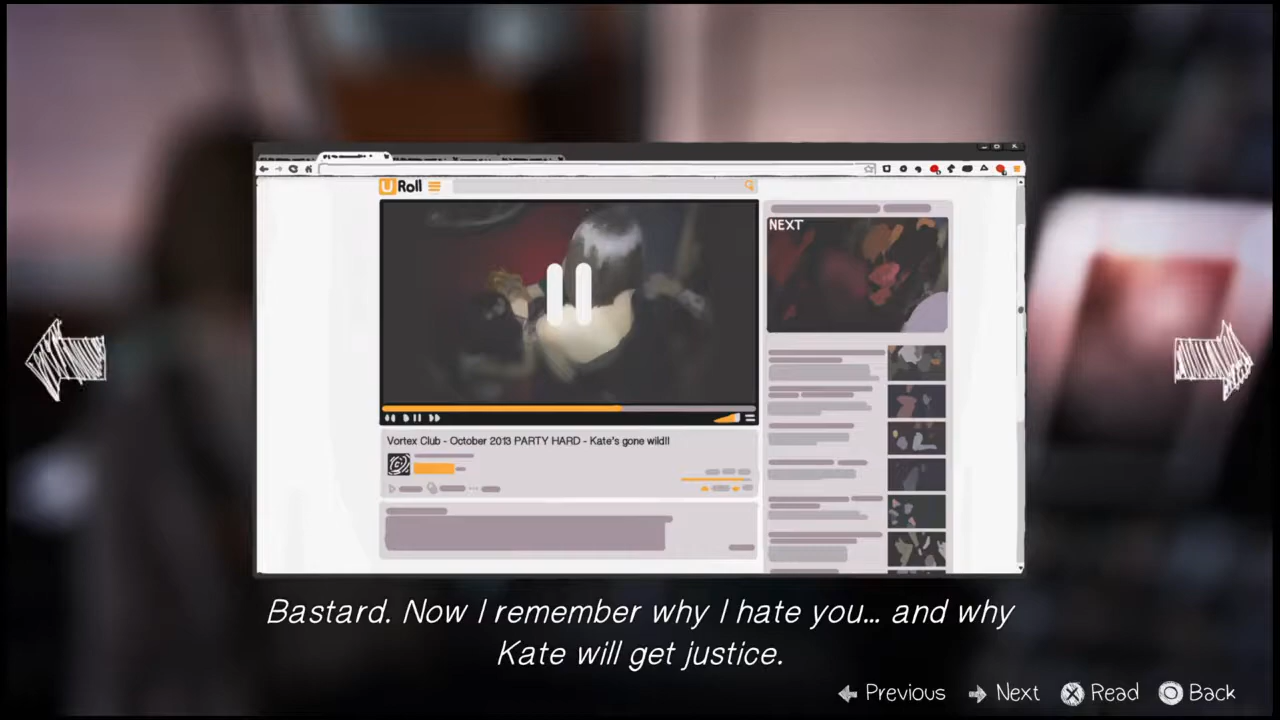 U Roll
NEXT
Vortex Club - October 2013 PARTY HARD - Kate's gone wild!!
Bastard. Now I remember why I hate you... and why
Kate will get justice.
Previous Next Read Back